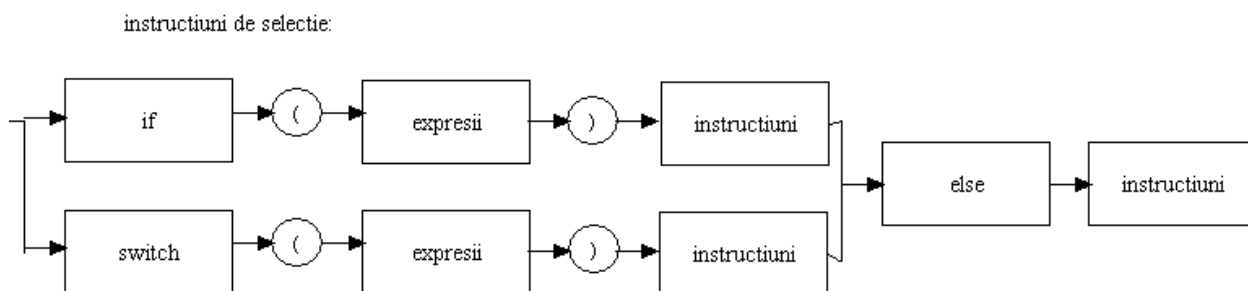 instructiuni de selectie:
if ( expresii ) instructiuni
else instructiuni
switch ( expresii ) instructiuni